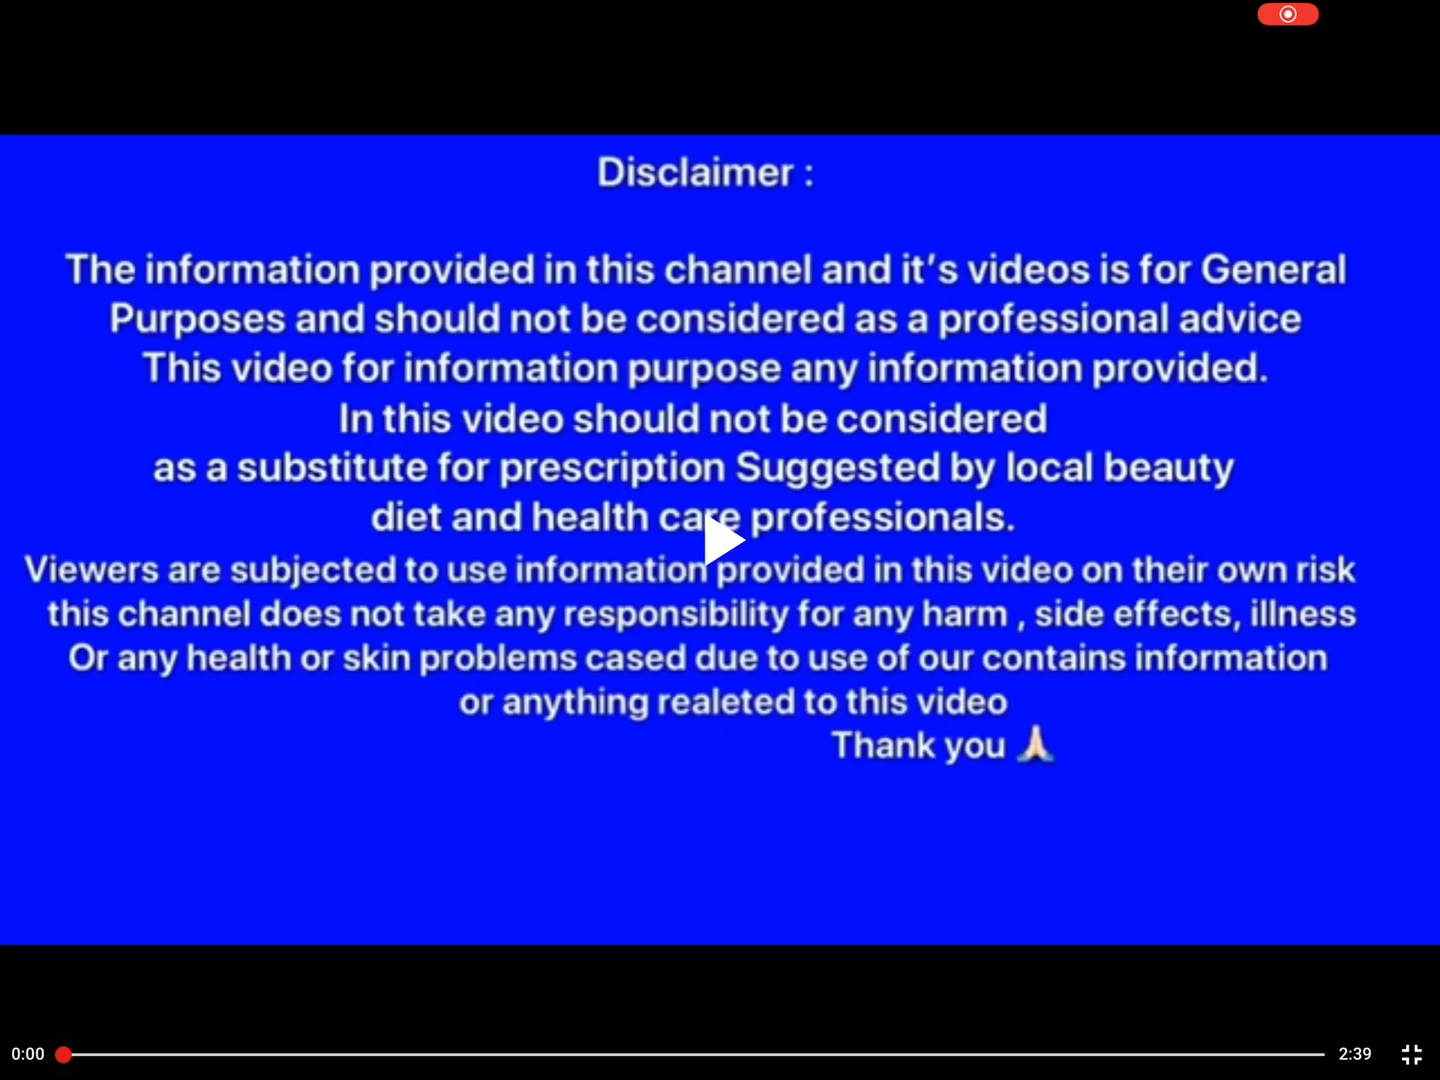 Disclaimer :
The information provided in this channel and it's videos is for General
Purposes and should not be considered as a professional advice
This video for information purpose any information provided.
In this video should not be considered
as a substitute for prescription Suggested by local beauty
diet and health care professionals.
Viewers are subjected to use information provided in this video on their own risk
this channel does not take any responsibility for any harm , side effects, illness
Or any health or skin problems cased due to use of our contains information
or anything realeted to this video
Thank you 🙏🏻
0:00 2:39